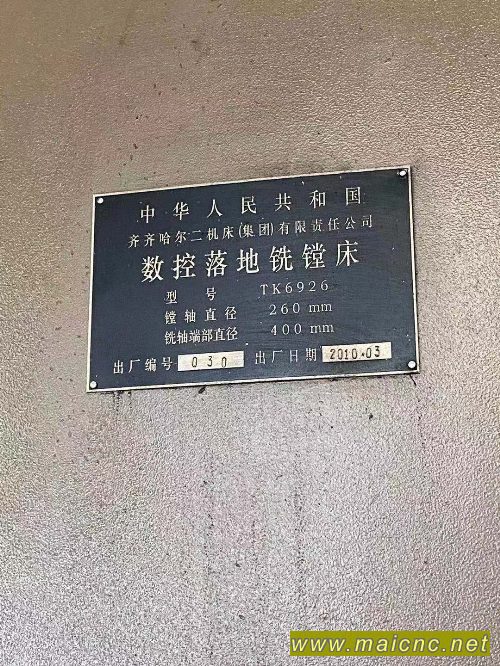 中华人民共和国
齐齐哈尔二机床(集团)有限责任公司
数控落地铣镗床
型号 TK6926
镗轴直径 260 mm
铣轴端部直径 400 mm
出厂编号 030 出厂日期 2010.03
www.maicnc.net